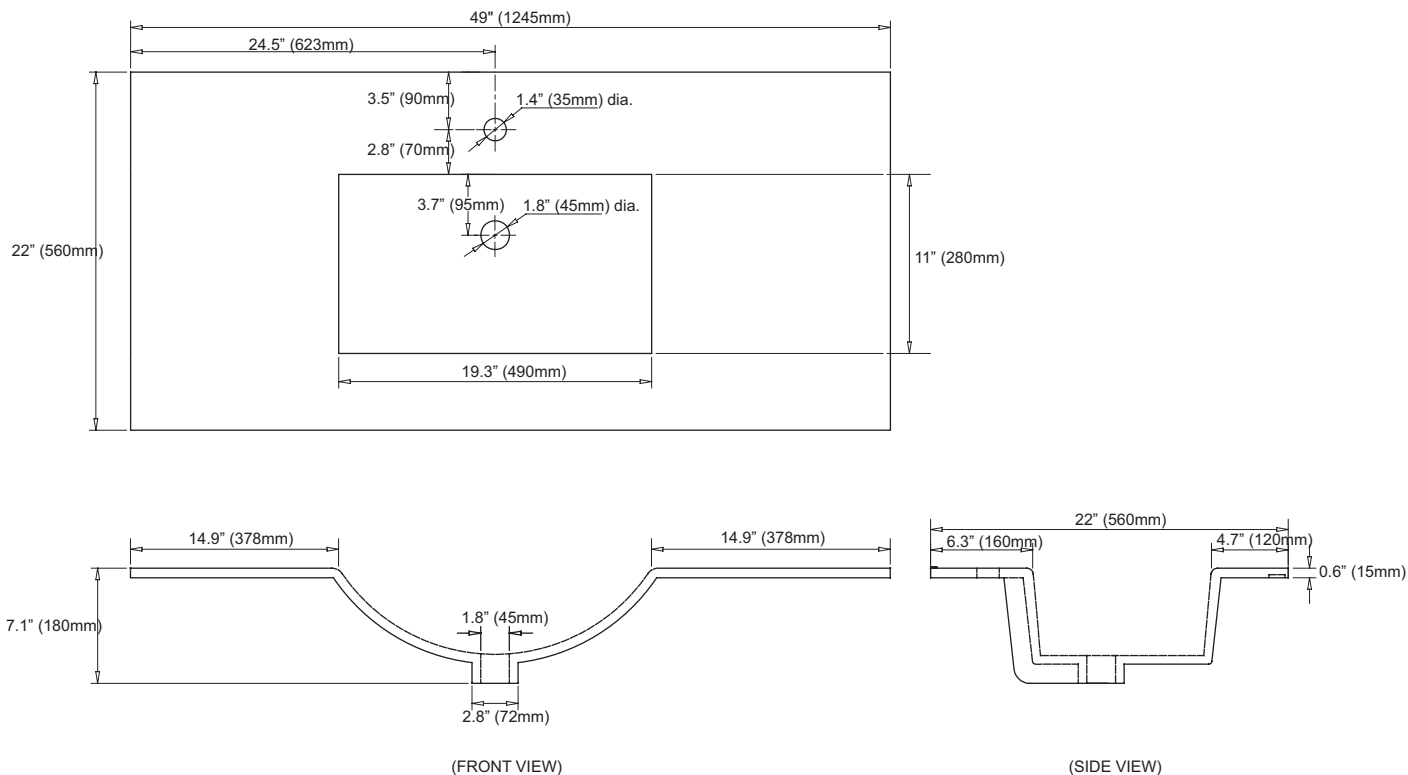 49" (1245mm)
24.5” (623mm)
3.5” (90mm)
1.4” (35mm) dia.
2.8” (70mm)
3.7” (95mm)
1.8” (45mm) dia.
22” (560mm)
11” (280mm)
19.3” (490mm)
14.9” (378mm)
14.9” (378mm)
22” (560mm)
6.3” (160mm)
4.7” (120mm)
0.6” (15mm)
7.1” (180mm)
1.8” (45mm)
2.8” (72mm)
(FRONT VIEW)
(SIDE VIEW)